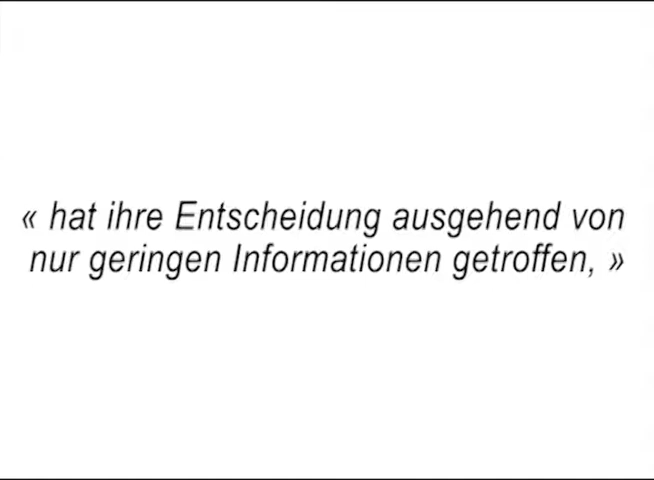 « hat ihre Entscheidung ausgehend von
nur geringen Informationen getroffen, »